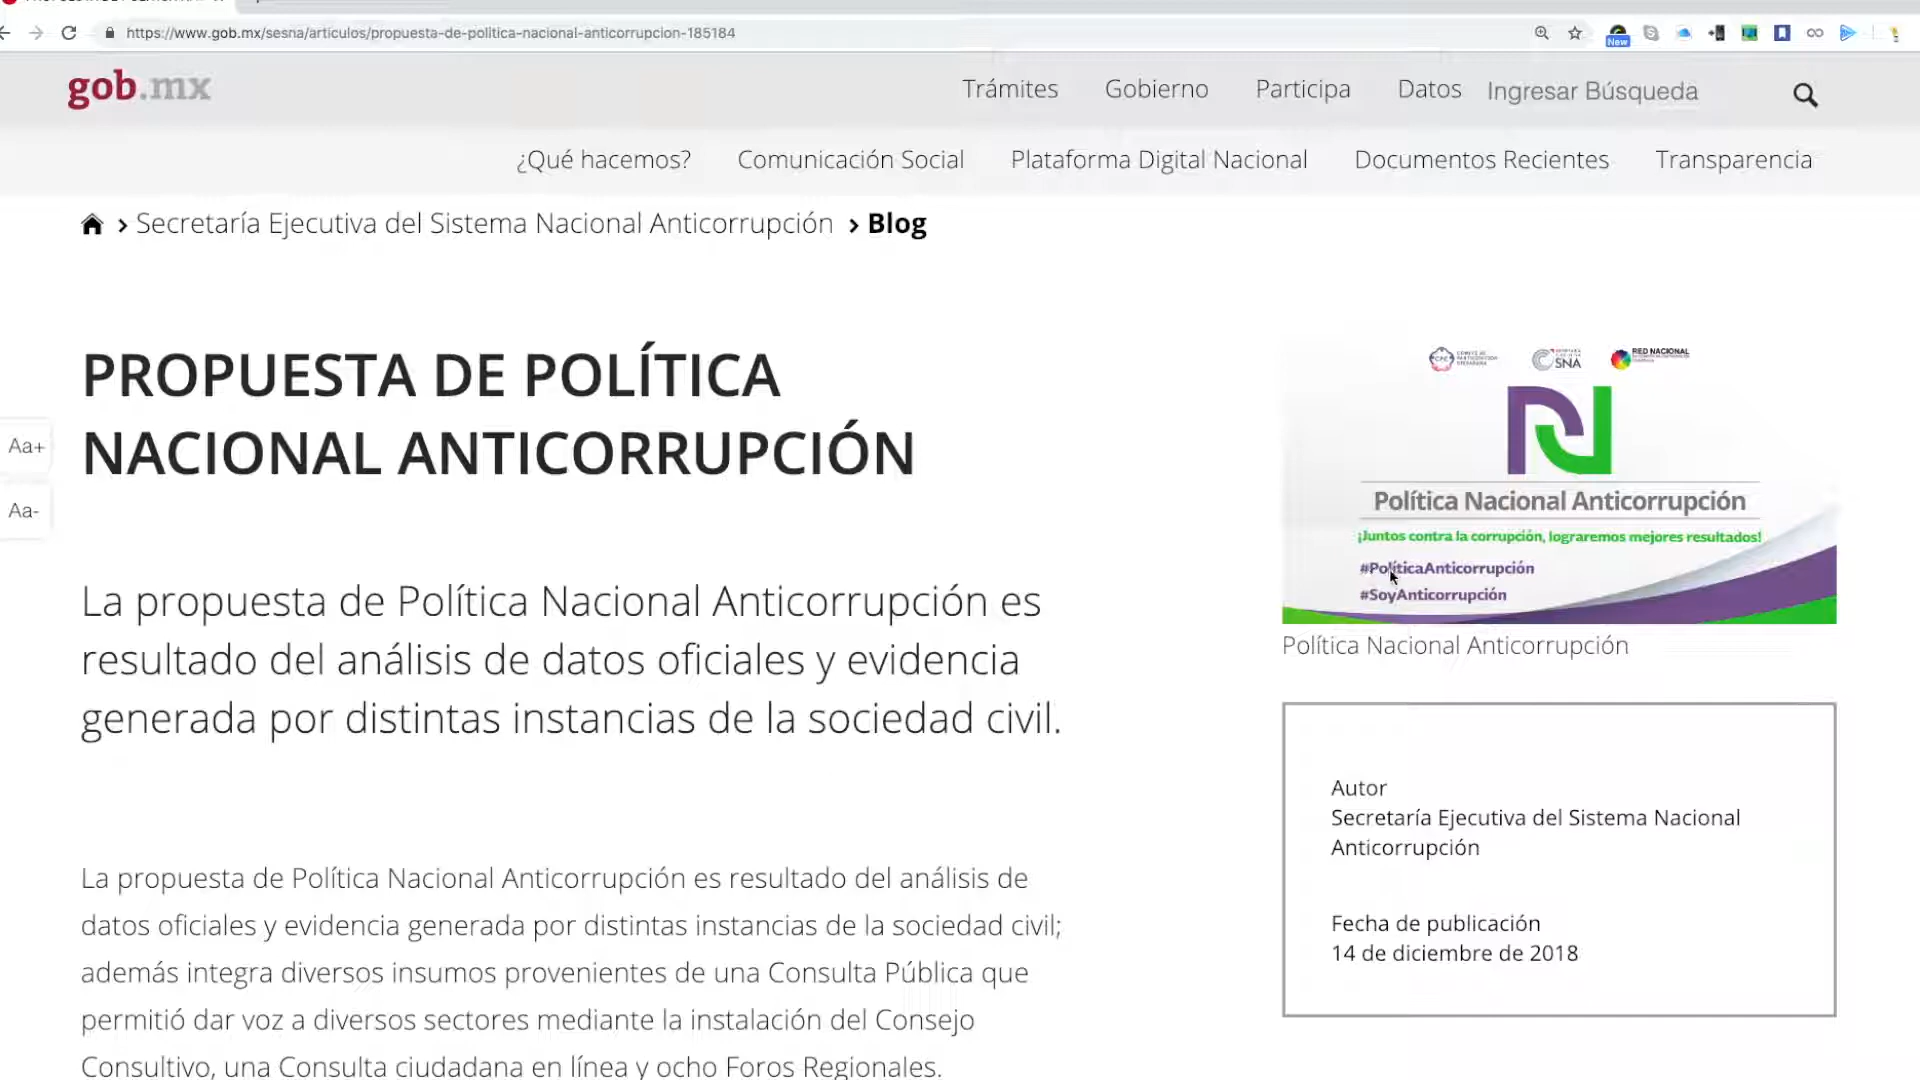 https://www.gob.mx/sesna/articulos/propuesta-de-politica-nacional-anticorrupcion-185184
New
gob.mx
Trámites Gobierno Participa Datos Ingresar Búsqueda
¿Qué hacemos? Comunicación Social Plataforma Digital Nacional Documentos Recientes Transparencia
Secretaría Ejecutiva del Sistema Nacional Anticorrupción > Blog
PROPUESTA DE POLÍTICA
NACIONAL ANTICORRUPCIÓN
Aa+
Aa-
La propuesta de Política Nacional Anticorrupción es
resultado del análisis de datos oficiales y evidencia
generada por distintas instancias de la sociedad civil.
La propuesta de Política Nacional Anticorrupción es resultado del análisis de
datos oficiales y evidencia generada por distintas instancias de la sociedad civil;
además integra diversos insumos provenientes de una Consulta Pública que
permitió dar voz a diversos sectores mediante la instalación del Consejo
Consultivo, una Consulta ciudadana en línea y ocho Foros Regionales.
SNA
RED NACIONAL
Política Nacional Anticorrupción
¡Juntos contra la corrupción, lograremos mejores resultados!
#PolíticaAnticorrupción
#SoyAnticorrupción
Política Nacional Anticorrupción
Autor
Secretaría Ejecutiva del Sistema Nacional
Anticorrupción
Fecha de publicación
14 de diciembre de 2018